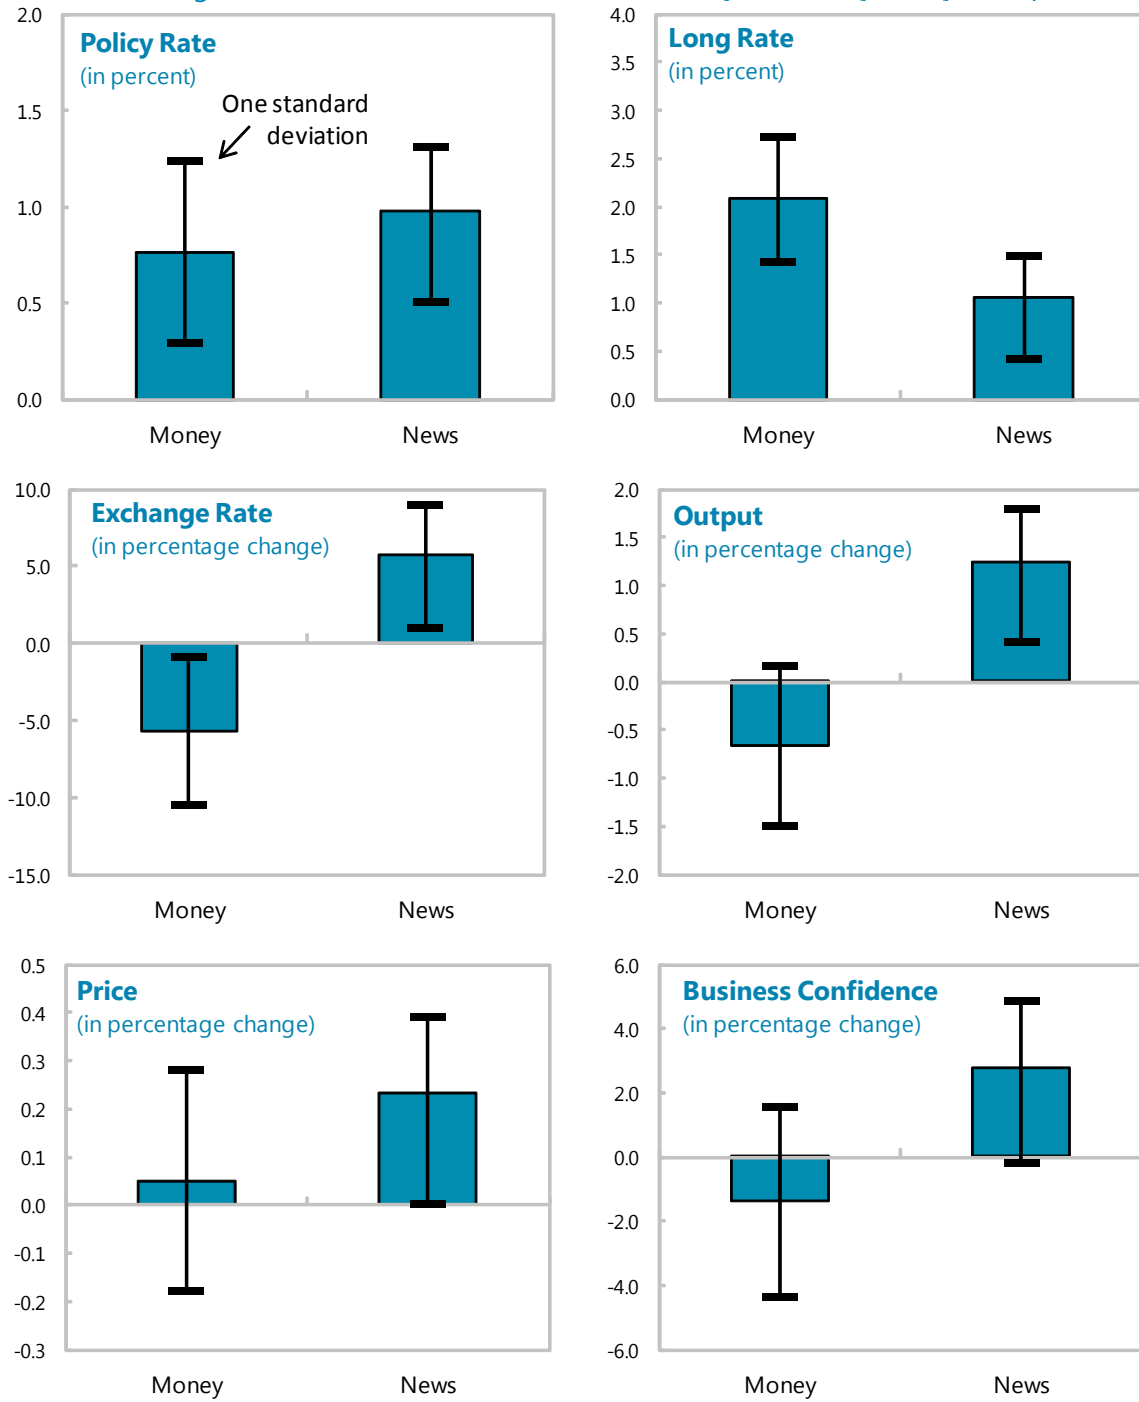 2.0
Policy Rate
(in percent)
1.5
One standard
deviation
1.0
0.5
0.0
Money News
4.0
Long Rate
3.5
(in percent)
3.0
2.5
2.0
1.5
1.0
0.5
0.0
Money News
10.0
Exchange Rate
(in percentage change)
5.0
0.0
-5.0
-10.0
-15.0
Money News
2.0
Output
1.5
(in percentage change)
1.0
0.5
0.0
-0.5
-1.0
-1.5
-2.0
Money News
0.5
Price
0.4
(in percentage change)
0.3
0.2
0.1
0.0
-0.1
-0.2
-0.3
Money News
6.0
Business Confidence
(in percentage change)
4.0
2.0
0.0
-2.0
-4.0
-6.0
Money News